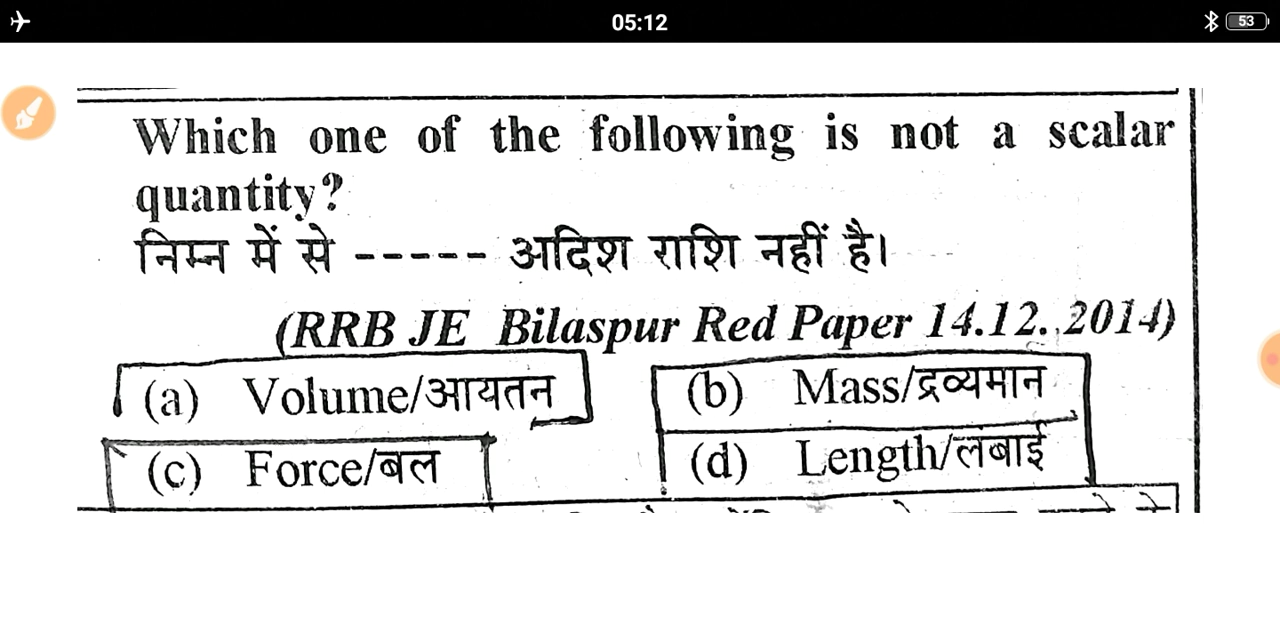 05:12
53
Which one of the following is not a scalar
quantity?
निम्न में से ----- अदिश राशि नहीं है।
(RRB JE Bilaspur Red Paper 14.12. 2014)
(a) Volume/आयतन
(b) Mass/द्रव्यमान
(c) Force/बल
(d) Length/लंबाई